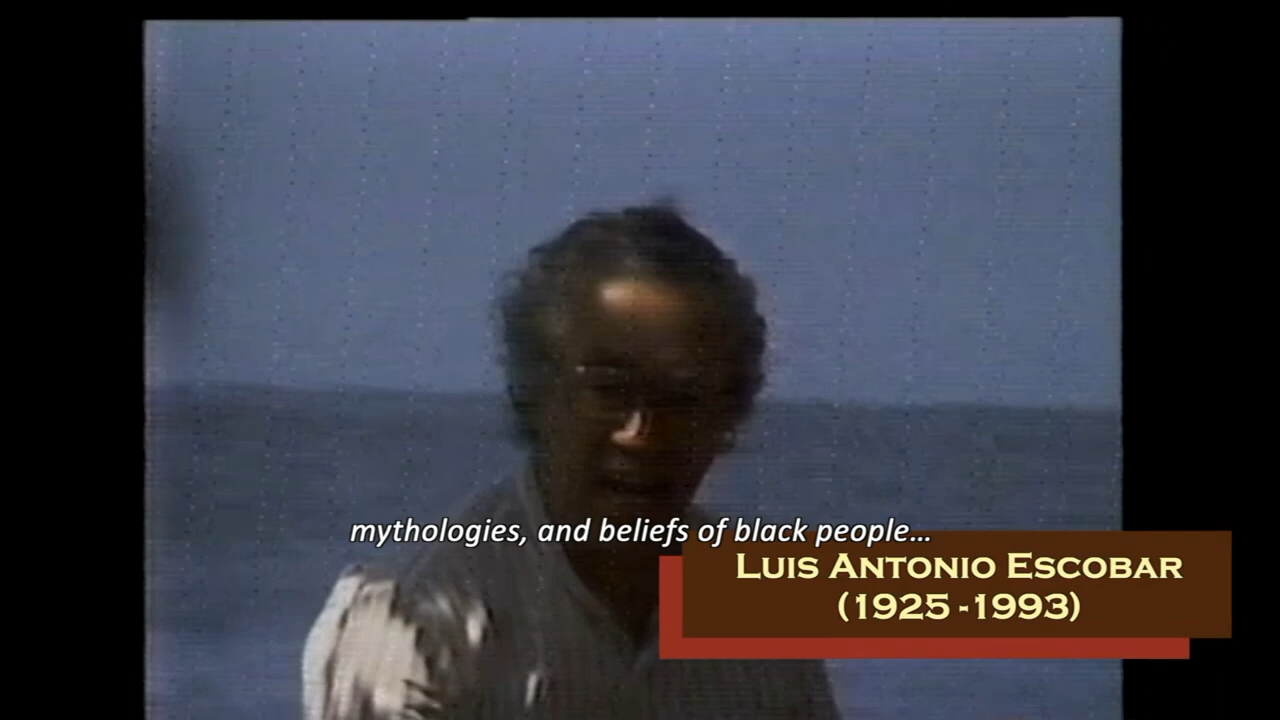 mythologies, and beliefs of black people...
LUIS ANTONIO ESCOBAR
(1925 -1993)